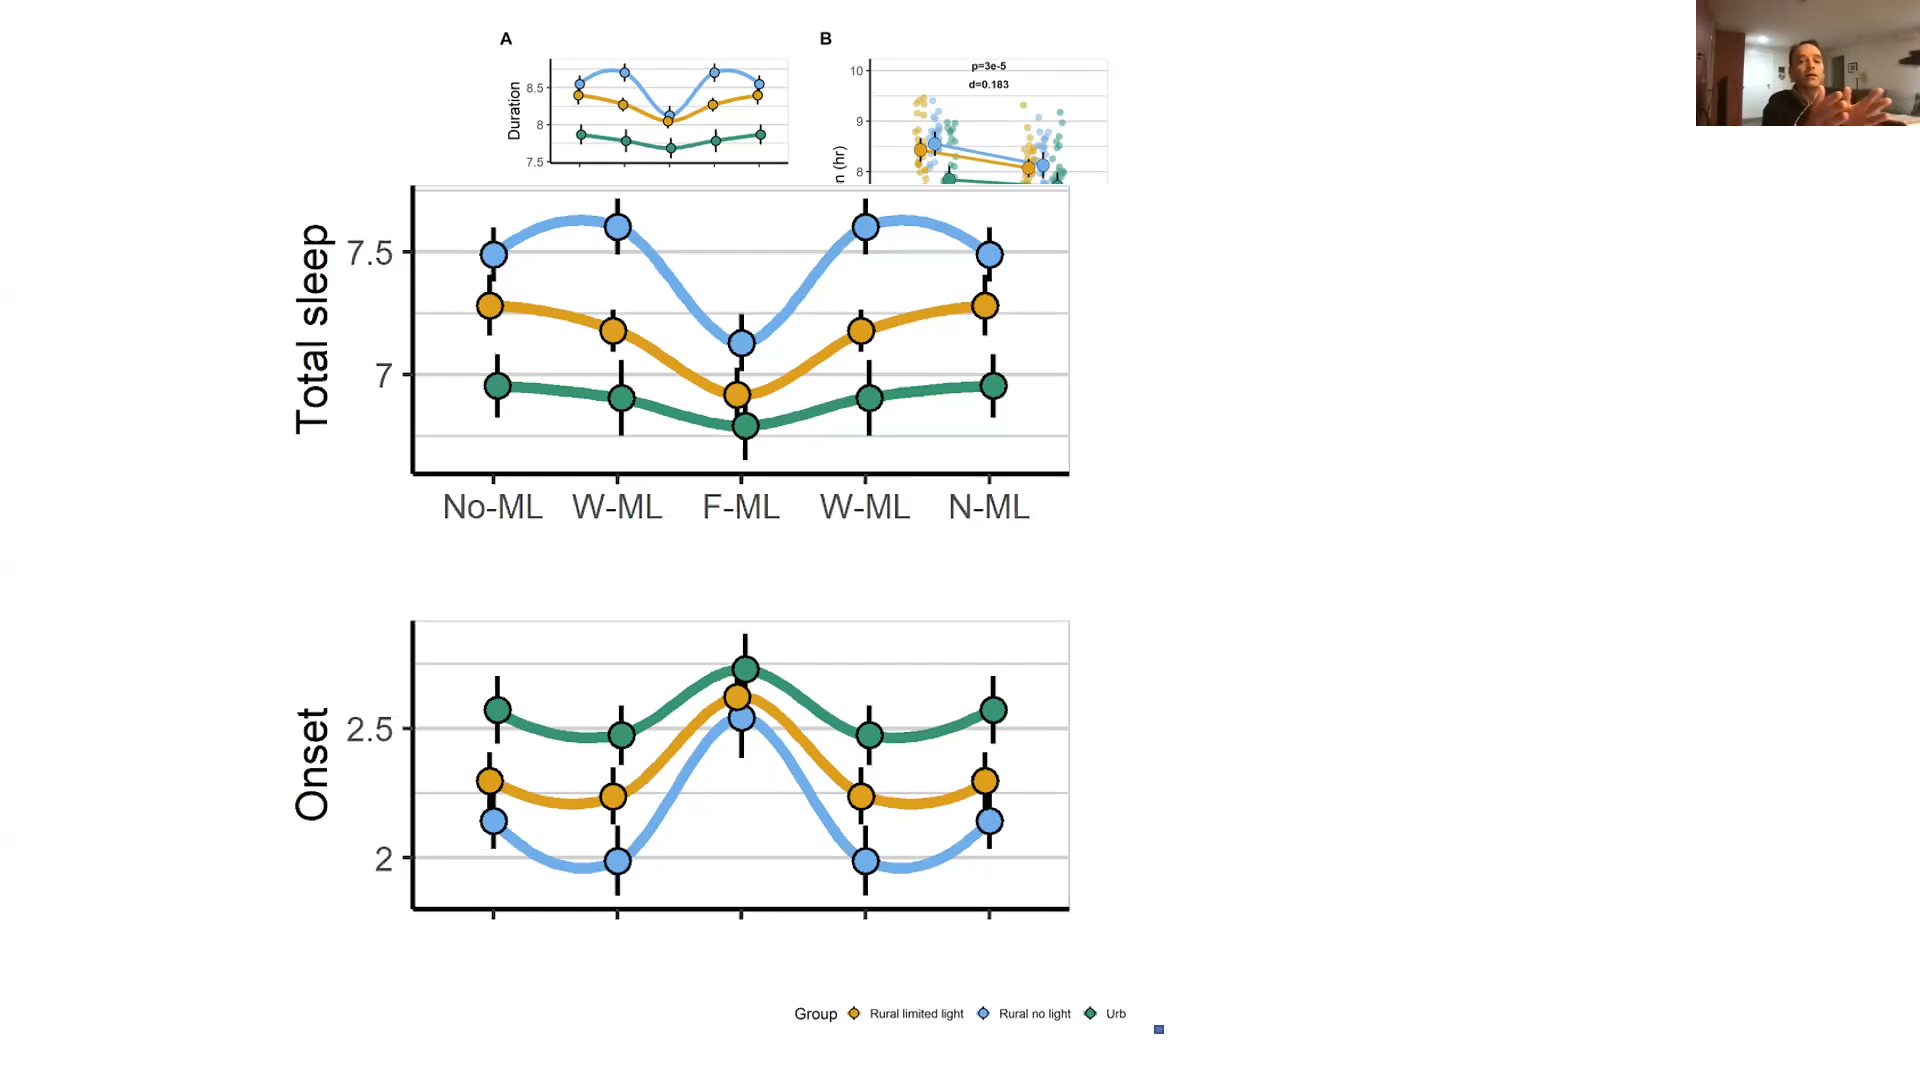 A
B
Duration
8.5
8
7.5
p=3e-5
d=0.183
10
9
8
n (hr)
Total sleep
7.5
7
No-ML W-ML F-ML W-ML N-ML
Onset
2.5
2
Group Rural limited light Rural no light Urb